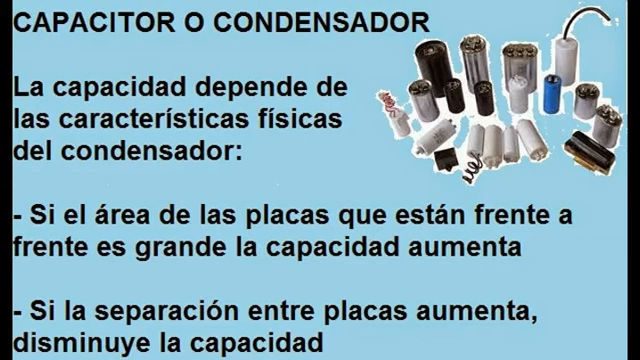 CAPACITOR O CONDENSADOR
La capacidad depende de
las características físicas
del condensador:
- Si el área de las placas que están frente a
frente es grande la capacidad aumenta
- Si la separación entre placas aumenta,
disminuye la capacidad